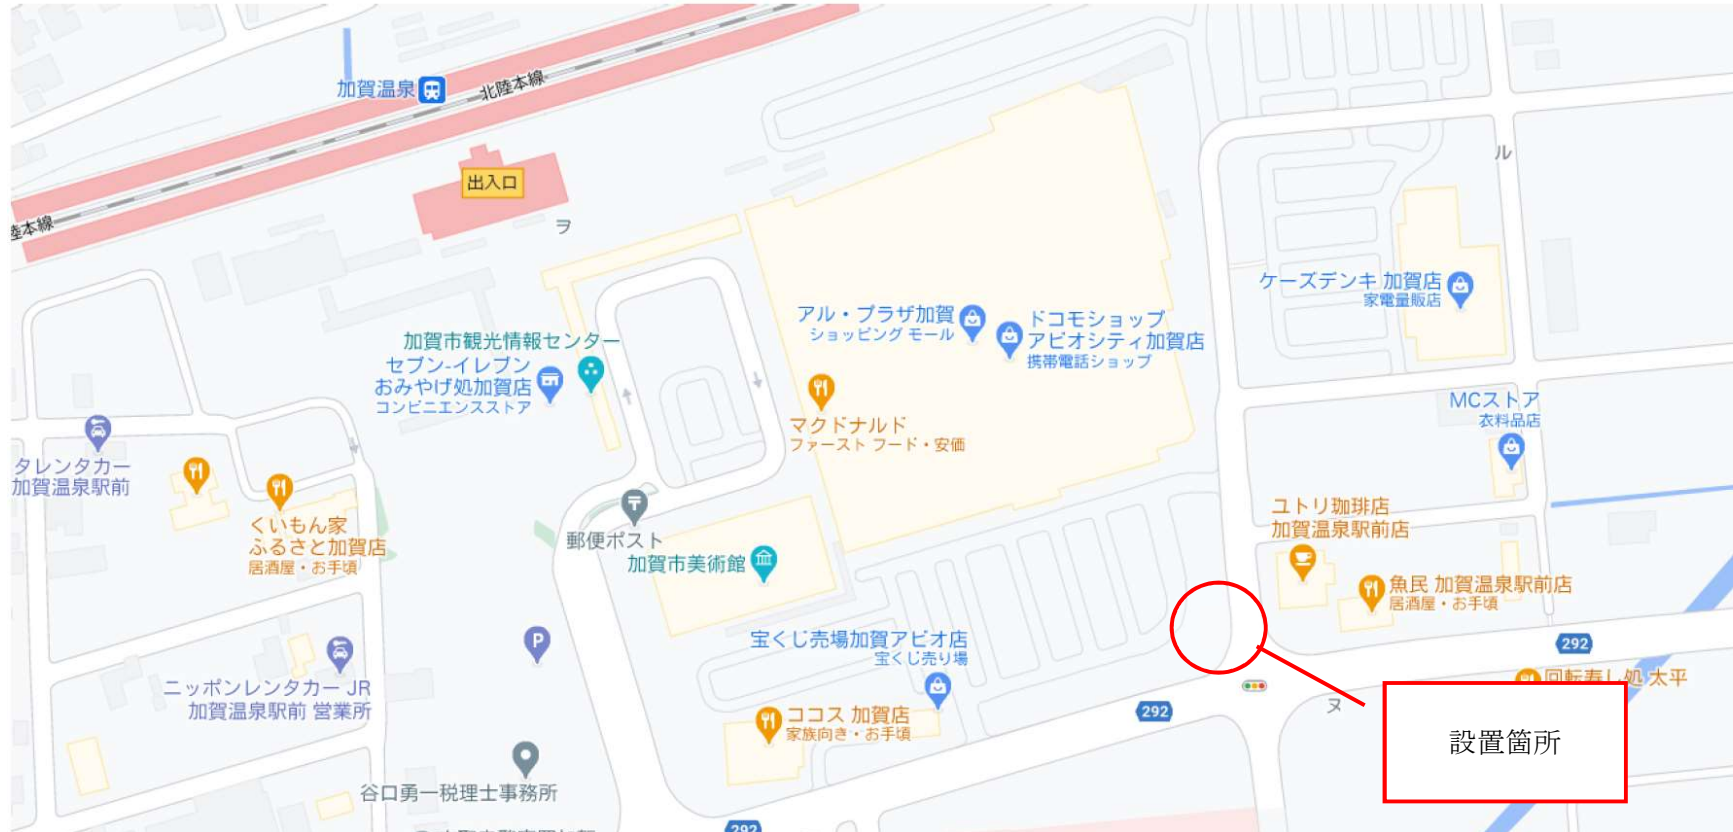 加賀温泉
北陸本線
出入口
陸本線
ヲ
ル
ケーズデンキ 加賀店
家電量販店
アル・プラザ加賀
ショッピング モール
ドコモショップ
アピオシティ加賀店
携帯電話ショップ
加賀市観光情報センター
セブン-イレブン
おみやげ処加賀店
コンビニエンスストア
マクドナルド
ファースト フード・安価
MCストア
衣料品店
タレンタカー
加賀温泉駅前
くいもん家
ふるさと加賀店
居酒屋・お手頃
郵便ポスト
加賀市美術館
ユトリ珈琲店
加賀温泉駅前店
魚民 加賀温泉駅前店
居酒屋・お手頃
P
宝くじ売場加賀アピオ店
宝くじ売り場
292
回転寿し処 太平
ニッポンレンタカー JR
加賀温泉駅前 営業所
ココス 加賀店
家族向き・お手頃
292
ヌ
設置箇所
谷口勇一税理士事務所
292